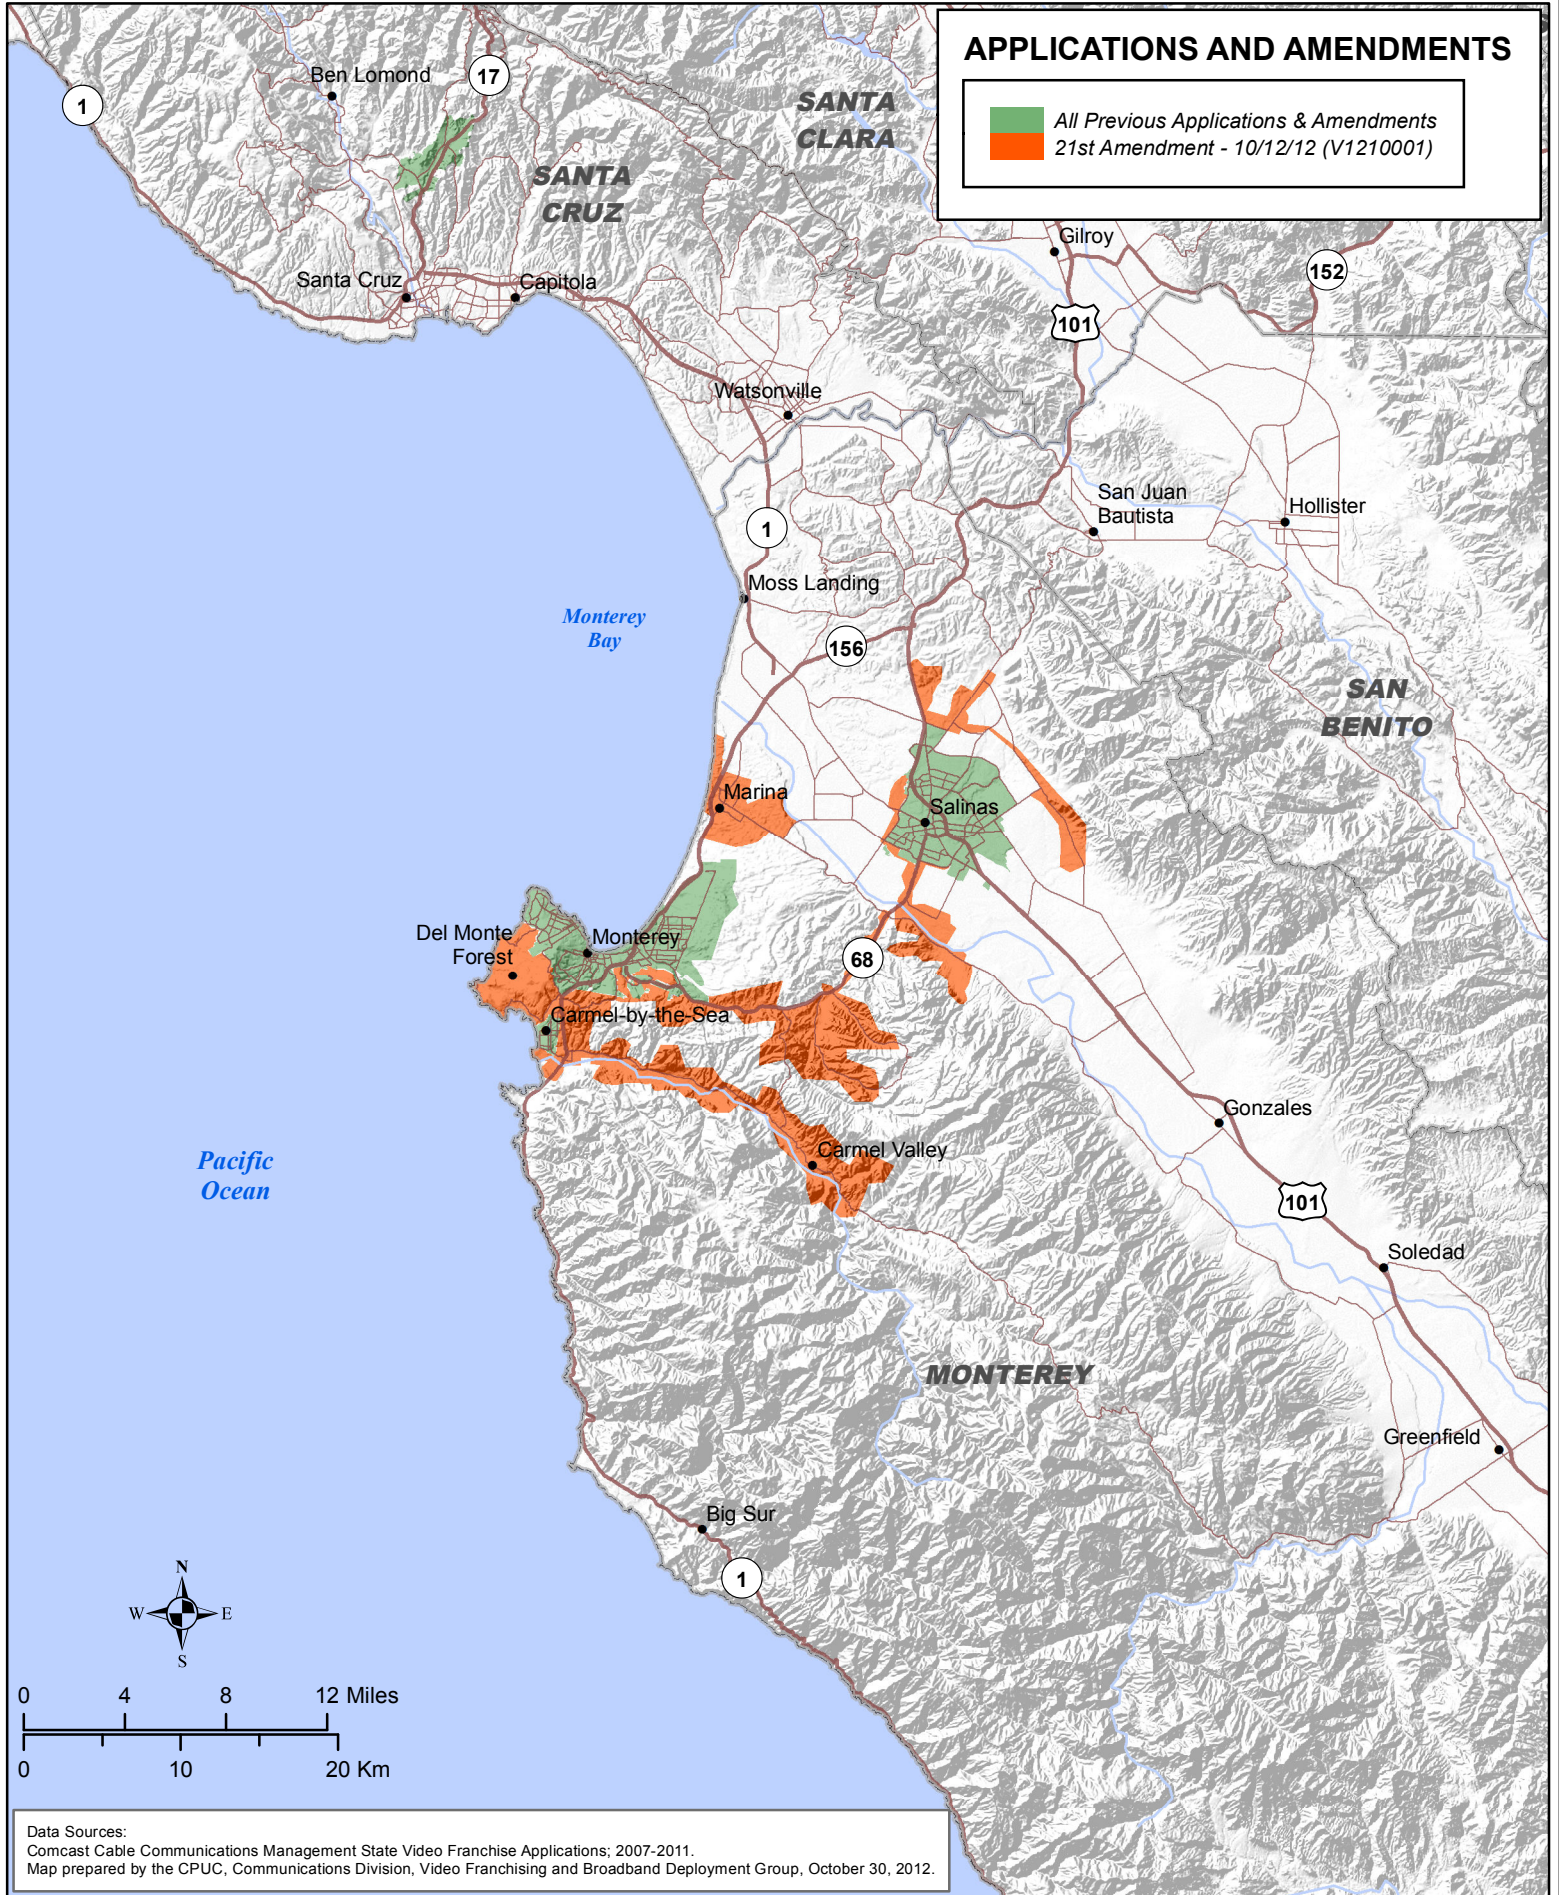 APPLICATIONS AND AMENDMENTS
All Previous Applications & Amendments
21st Amendment - 10/12/12 (V1210001)
Ben Lomond
17
1
SANTA
CLARA
SANTA
CRUZ
Gilroy
152
Santa Cruz
Capitola
101
Watsonville
San Juan
Bautista
Hollister
1
Moss Landing
Monterey
Bay
156
SAN
BENITO
Marina
Salinas
Del Monte
Forest
Monterey
68
Carmel-by-the-Sea
Gonzales
Carmel Valley
Pacific
Ocean
101
Soledad
MONTEREY
Greenfield
Big Sur
1
N
W
E
S
0 4 8 12 Miles
0 10 20 Km
Data Sources:
Comcast Cable Communications Management State Video Franchise Applications; 2007-2011.
Map prepared by the CPUC, Communications Division, Video Franchising and Broadband Deployment Group, October 30, 2012.